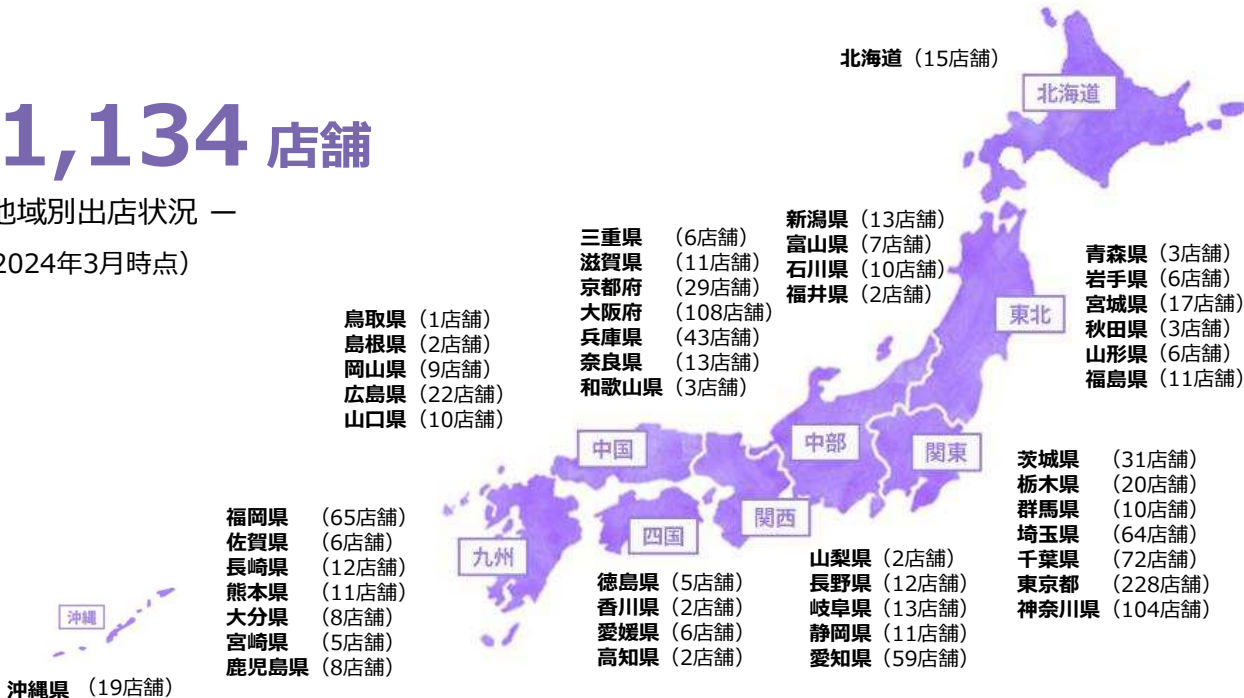 1,134 店舗
地域別出店状況 ―
2024年3月時点）
北海道（15店舗）
北海道
新潟県（13店舗）
富山県（7店舗）
石川県（10店舗）
福井県（2店舗）
三重県（6店舗）
滋賀県（11店舗）
京都府（29店舗）
大阪府（108店舗）
兵庫県（43店舗）
奈良県（13店舗）
和歌山県（3店舗）
青森県（3店舗）
岩手県（6店舗）
宮城県（17店舗）
秋田県（3店舗）
山形県（6店舗）
福島県（11店舗）
東北
鳥取県（1店舗）
島根県（2店舗）
岡山県（9店舗）
広島県（22店舗）
山口県（10店舗）
中国
中部
関東
茨城県（31店舗）
栃木県（20店舗）
群馬県（10店舗）
埼玉県（64店舗）
千葉県（72店舗）
東京都（228店舗）
神奈川県（104店舗）
関西
四国
九州
福岡県（65店舗）
佐賀県（6店舗）
長崎県（12店舗）
熊本県（11店舗）
大分県（8店舗）
宮崎県（5店舗）
鹿児島県（8店舗）
徳島県（5店舗）
香川県（2店舗）
愛媛県（6店舗）
高知県（2店舗）
山梨県（2店舗）
長野県（12店舗）
岐阜県（13店舗）
静岡県（11店舗）
愛知県（59店舗）
沖縄
沖縄県（19店舗）